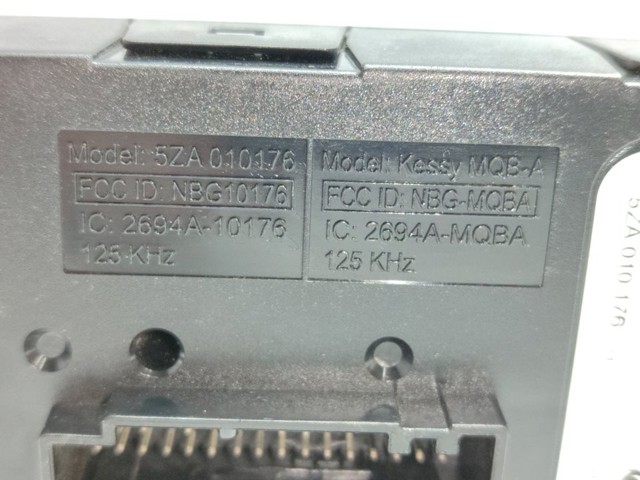 Model: 5ZA 010176
FCC ID: NBG10176
IC: 2694A-10176
125 KHz
Model: Kessy MQB-A
FCC ID: NBG-MQBA
IC: 2694A-MQBA
125 KHz
5ZA 010 176